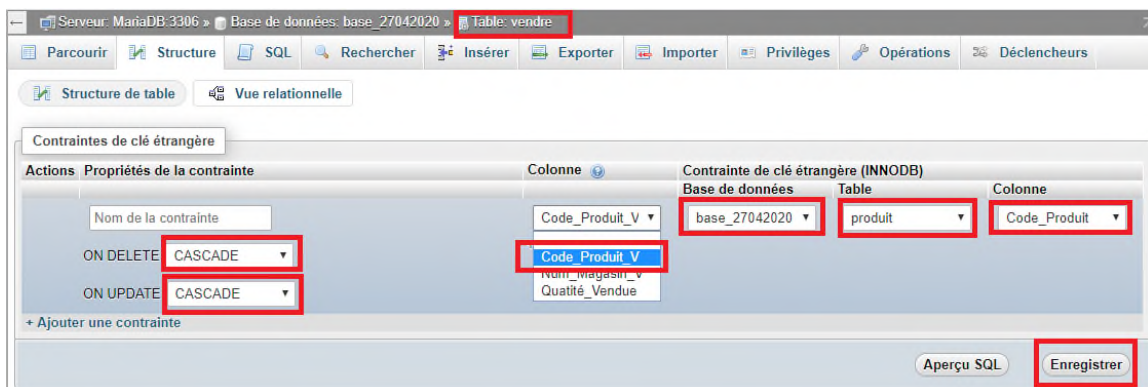 Serveur: MariaDB:3306 » Base de données: base_27042020 » Table: vendre
Parcourir Structure SQL Rechercher Insérer Exporter Importer Privilèges Opérations Déclencheurs
Structure de table Vue relationnelle
Contraintes de clé étrangère
Actions Propriétés de la contrainte Colonne Contrainte de clé étrangère (INNODB)
Base de données Table Colonne
Nom de la contrainte Code_Produit_V base_27042020 produit Code_Produit
ON DELETE CASCADE Code_Produit_V
Num_Magasin_V
ON UPDATE CASCADE Quatité_Vendue
+ Ajouter une contrainte
Aperçu SQL Enregistrer